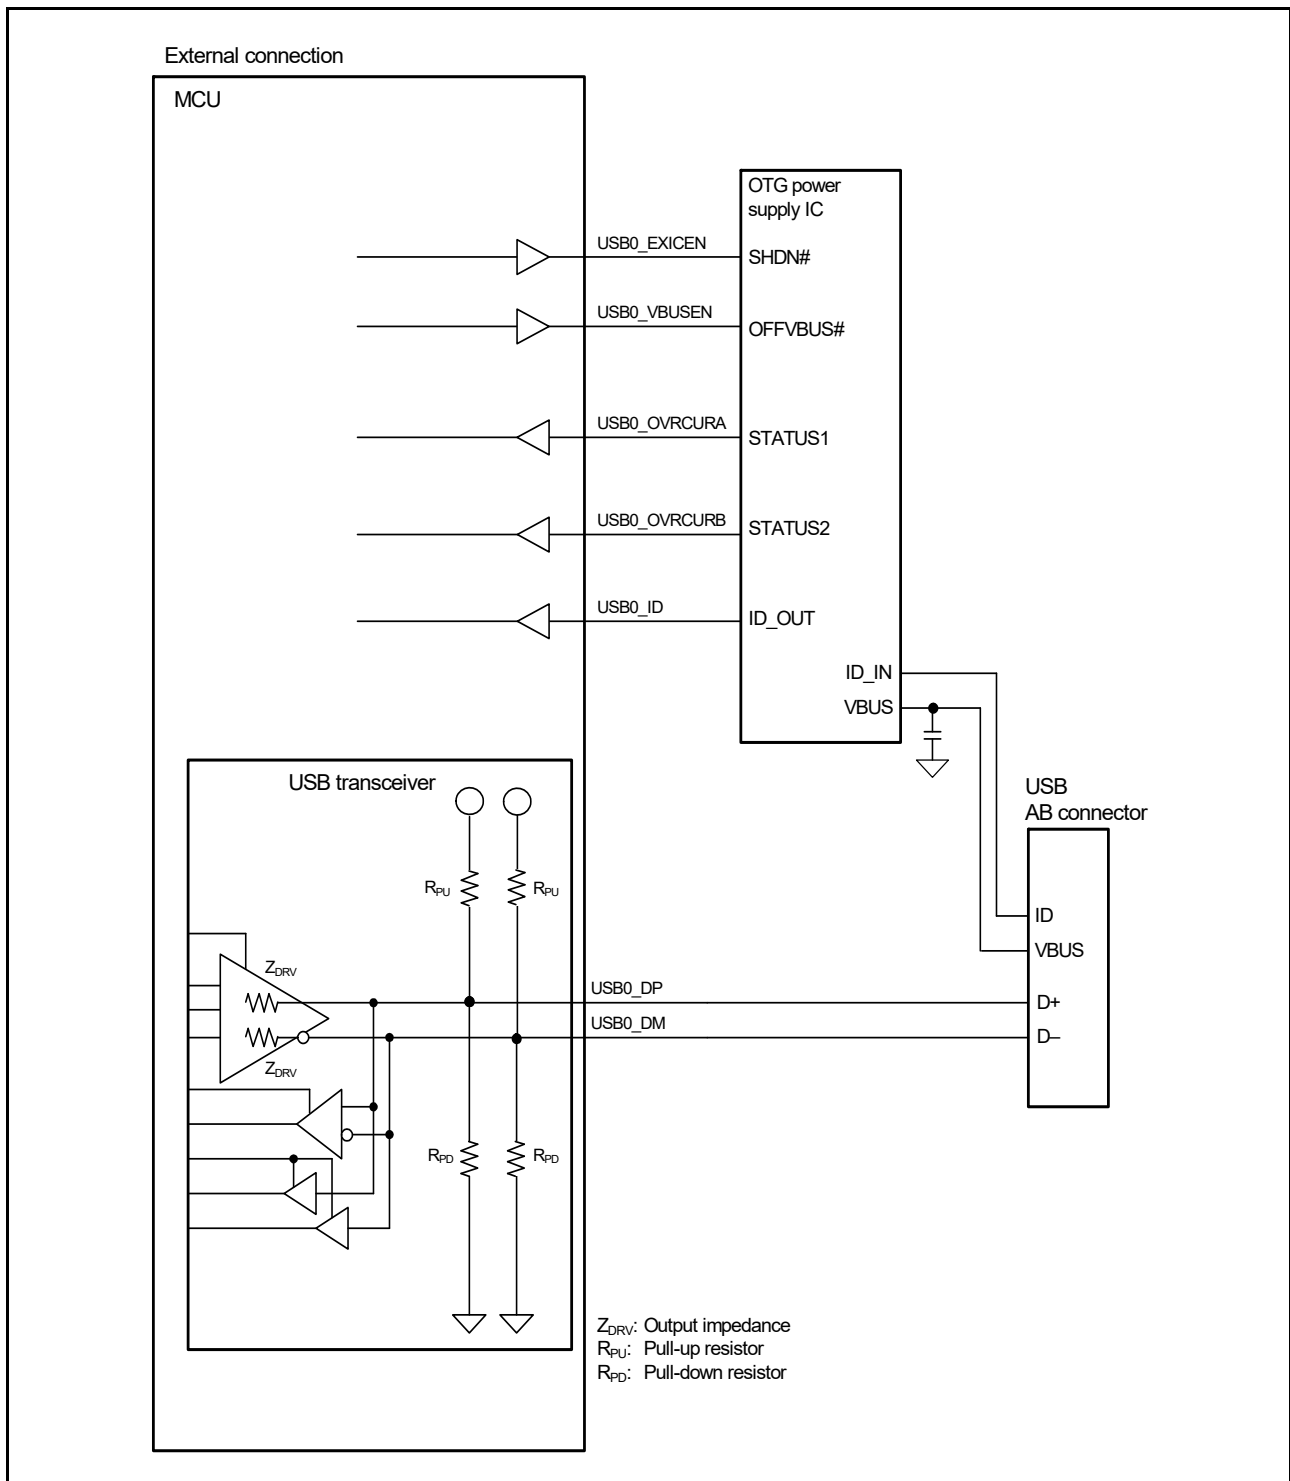 External connection
MCU
OTG power
supply IC
USB0_EXICEN
SHDN#
USB0_VBUSEN
OFFVBUS#
USB0_OVRCURA
STATUS1
USB0_OVRCURB
STATUS2
USB0_ID
ID_OUT
ID_IN
VBUS
USB transceiver
USB
AB connector
RPU
RPU
ID
VBUS
ZDRV
USB0_DP
D+
USB0_DM
D–
ZDRV
RPD
RPD
ZDRV: Output impedance
RPU: Pull-up resistor
RPD: Pull-down resistor